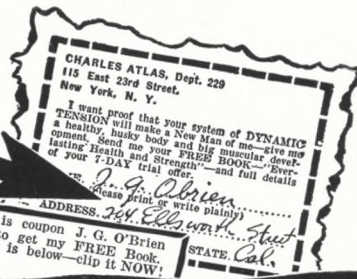 CHARLES ATLAS, Dept. 229
115 East 23rd Street,
New York, N. Y.
I want proof that your system of DYNAMIC
TENSION will make a New Man of me—give me
a healthy, husky body and big muscular devel-
opment. Send me your FREE BOOK—"Ever-
lasting Health and Strength"—and full details
of your 7-DAY trial offer.
J. G. Obrien
(Please print or write plainly)
ADDRESS. 264 Ellsworth Street
STATE. Cal.
is coupon J. G. O'Brien
to get my FREE Book.
is below—clip it NOW!